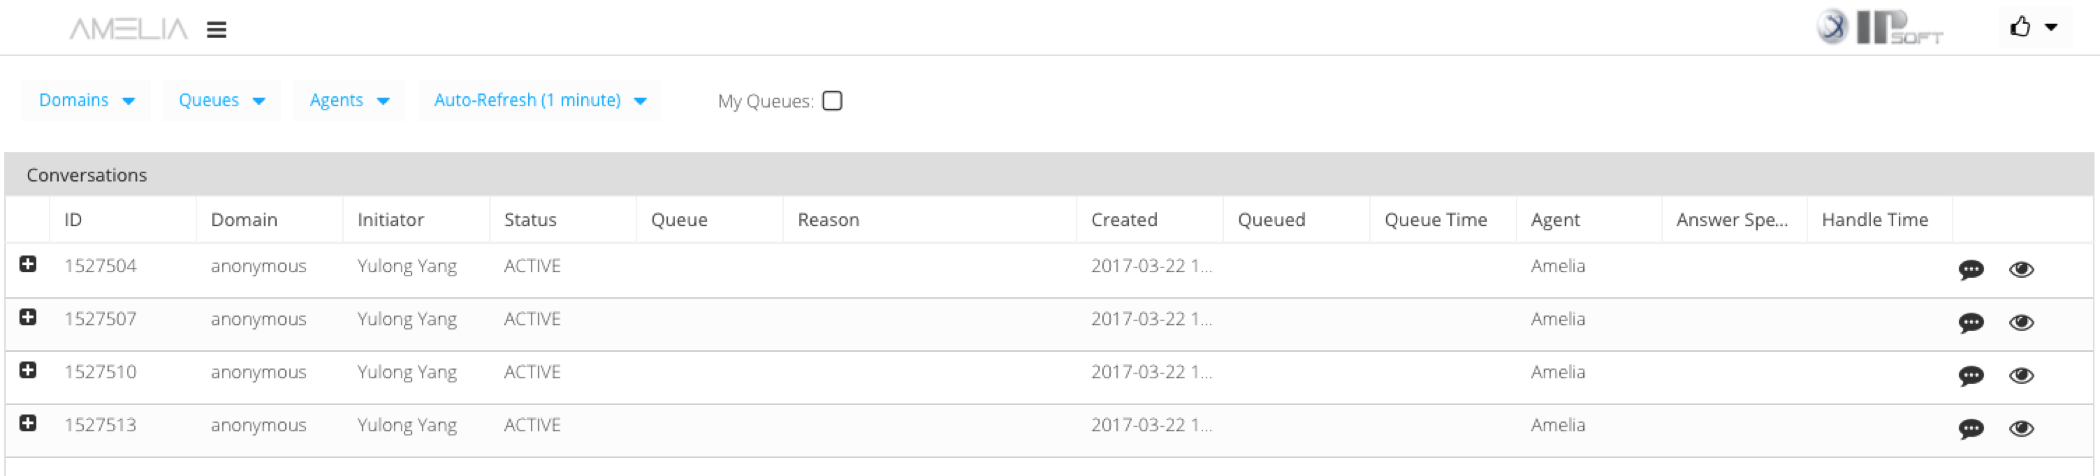 AMELIA IPSOFT
Domains Queues Agents Auto-Refresh (1 minute) My Queues:
Conversations
ID Domain Initiator Status Queue Reason Created Queued Queue Time Agent Answer Spe... Handle Time
1527504 anonymous Yulong Yang ACTIVE 2017-03-22 1... Amelia
1527507 anonymous Yulong Yang ACTIVE 2017-03-22 1... Amelia
1527510 anonymous Yulong Yang ACTIVE 2017-03-22 1... Amelia
1527513 anonymous Yulong Yang ACTIVE 2017-03-22 1... Amelia